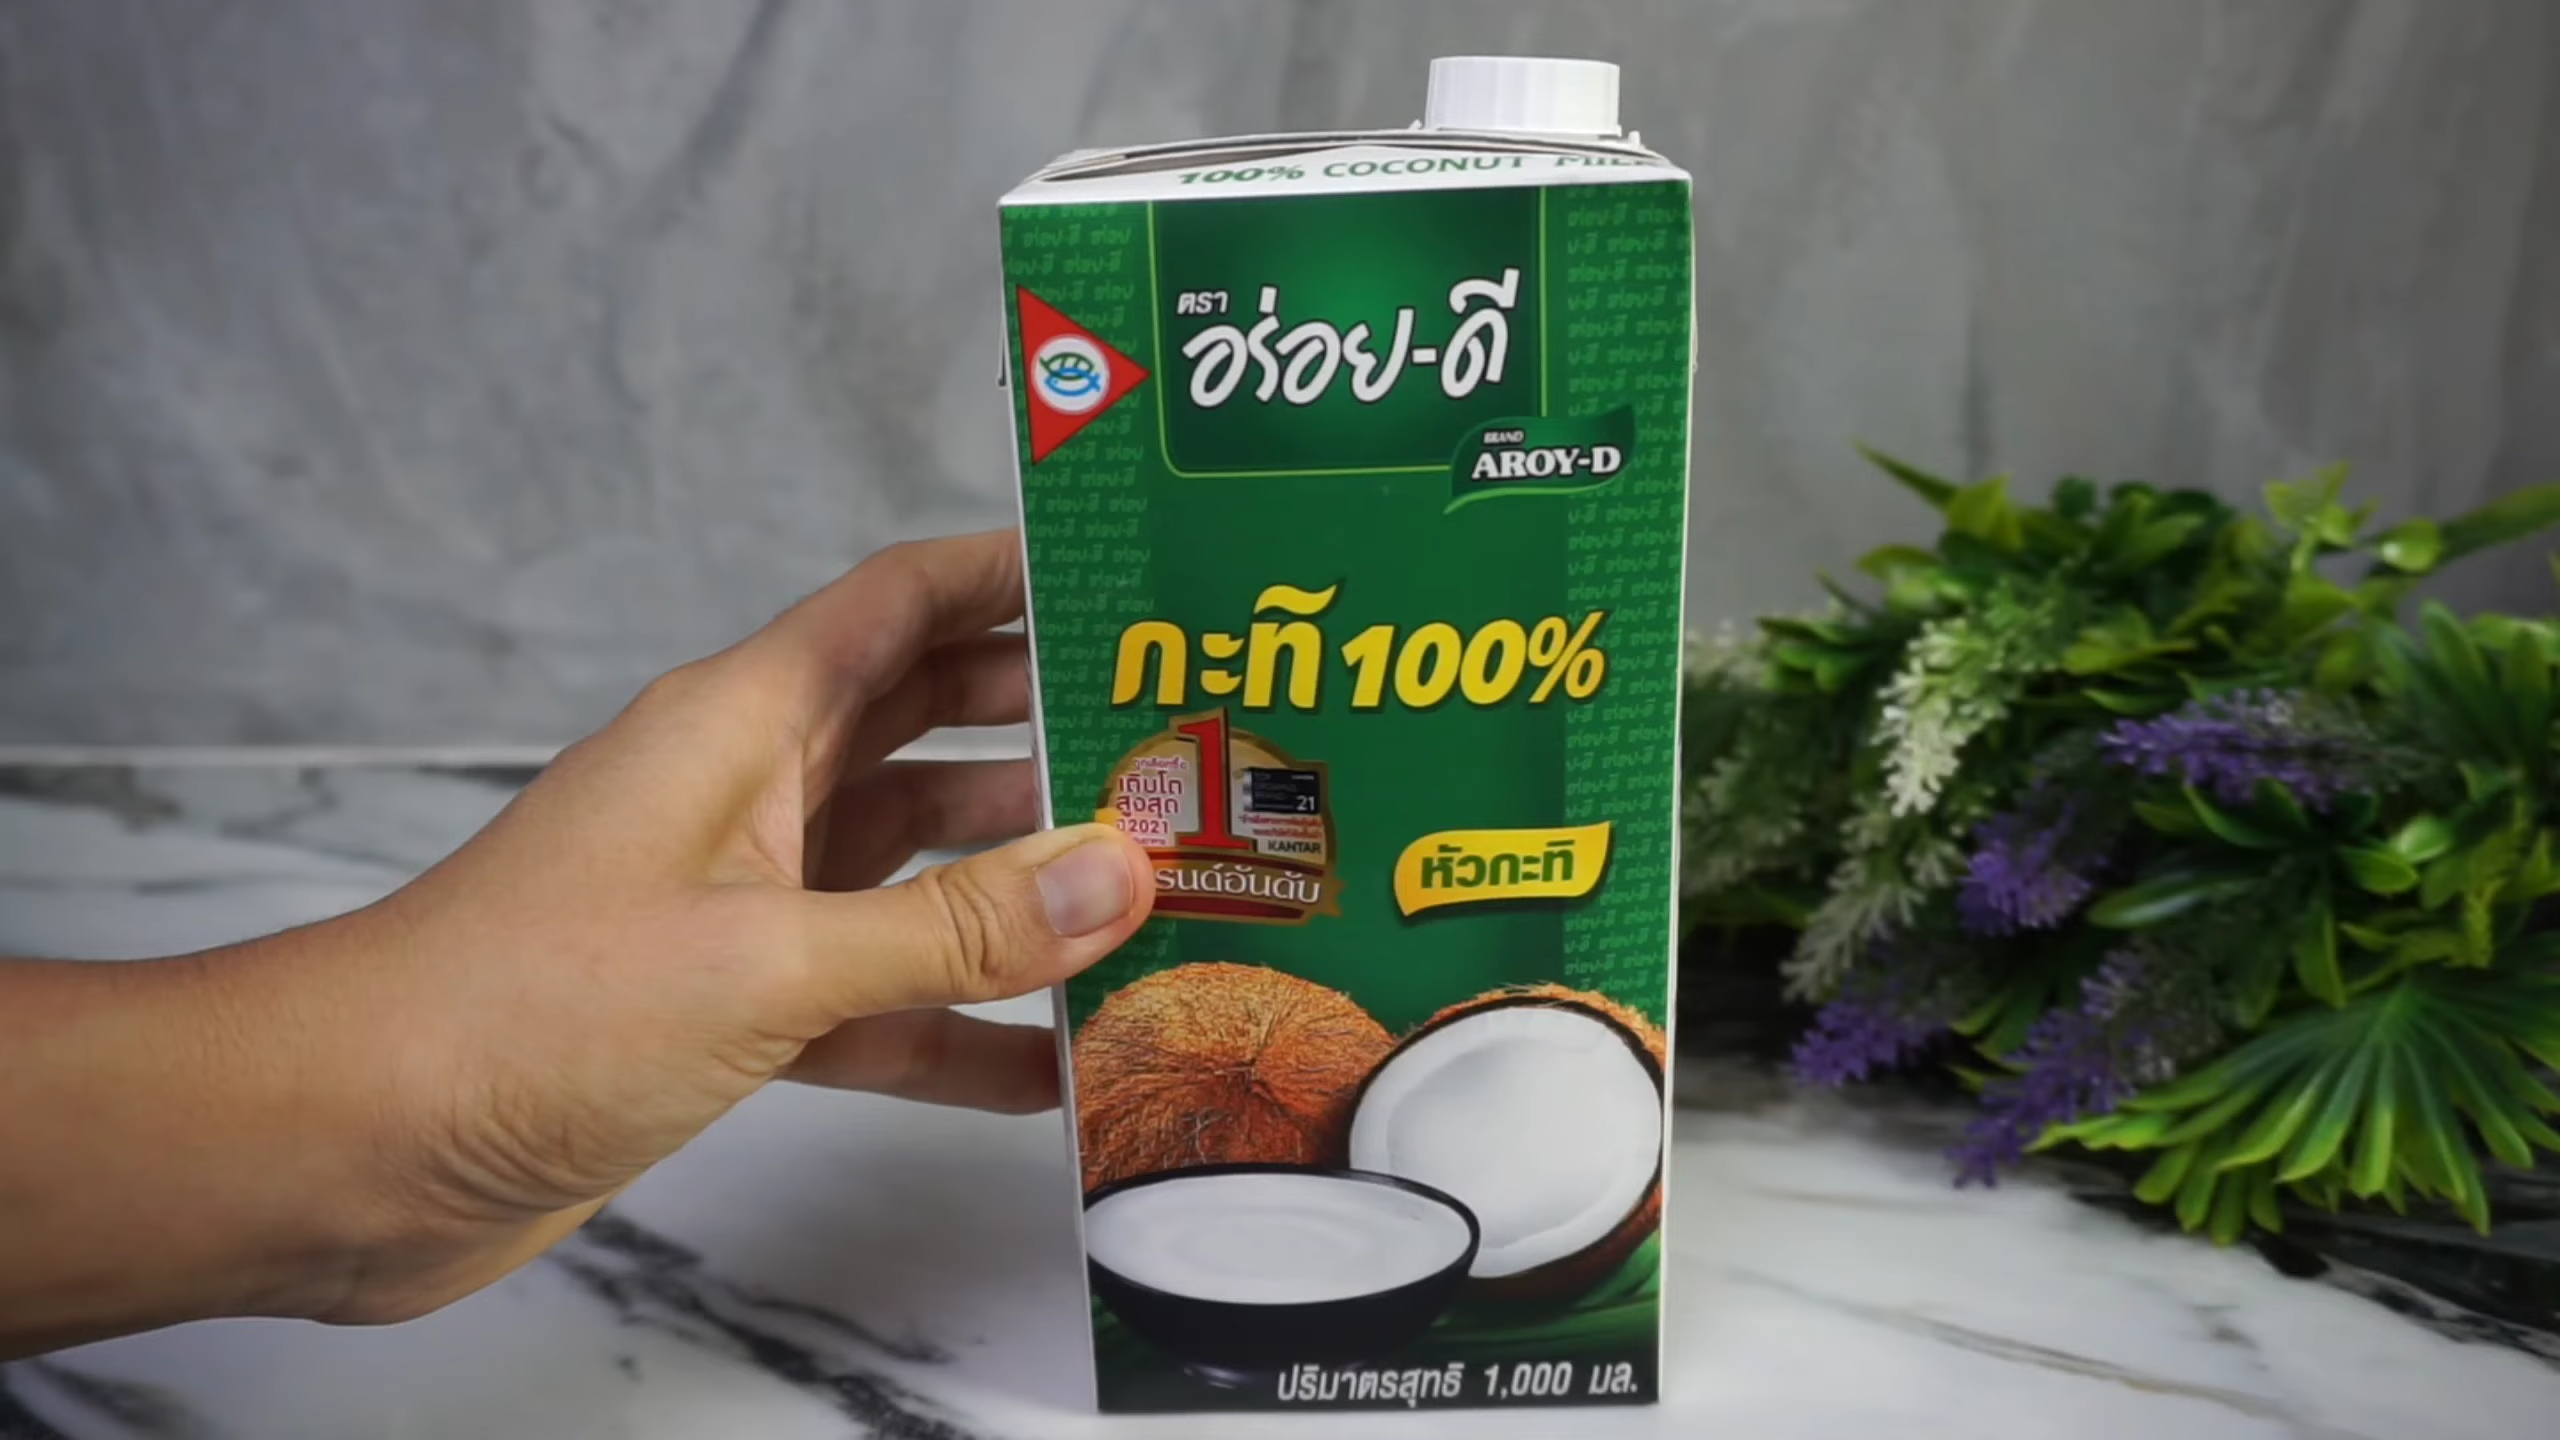 100% COCONUT MILK
ตรา
อร่อย-ดี
BRAND
AROY-D
กะทิ 100%
1
เติบโต
สูงสุด
ปี 2021
21
KANTAR
รนด์อันดับ
หัวกะทิ
ปริมาตรสุทธิ 1,000 มล.